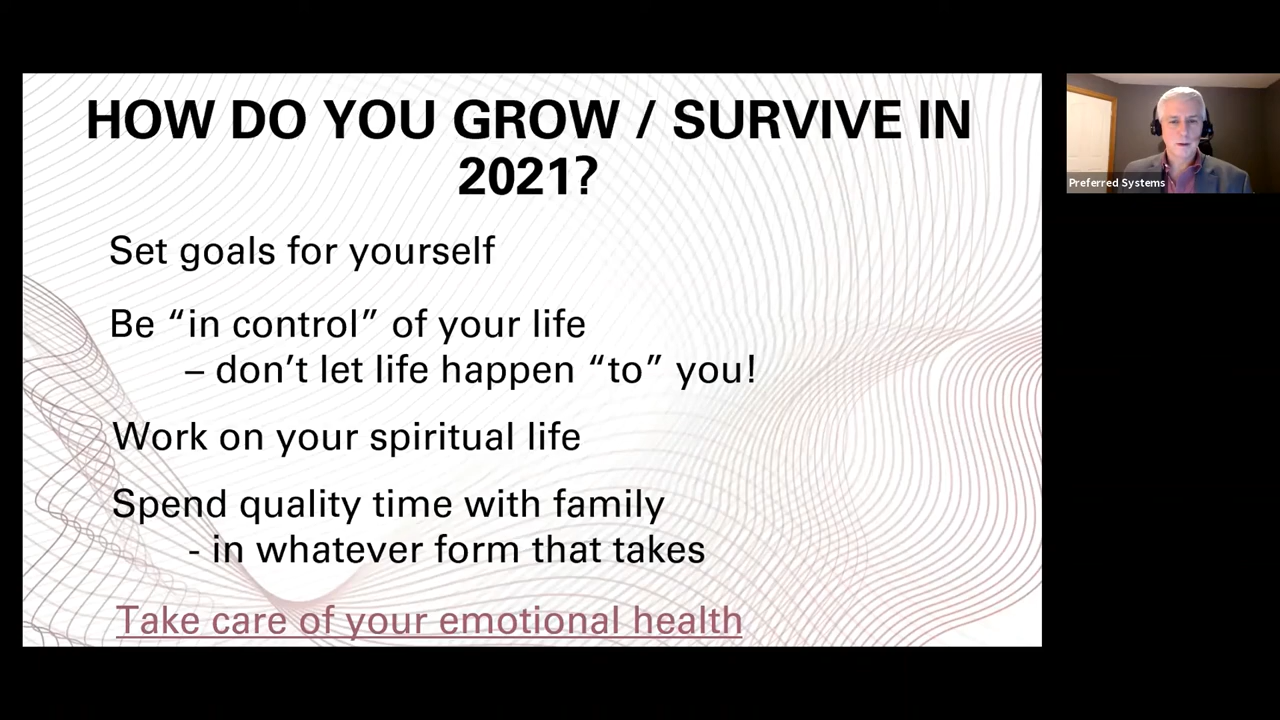 HOW DO YOU GROW / SURVIVE IN
2021?
Set goals for yourself
Be “in control” of your life
– don’t let life happen “to” you!
Work on your spiritual life
Spend quality time with family
- in whatever form that takes
Take care of your emotional health
Preferred Systems